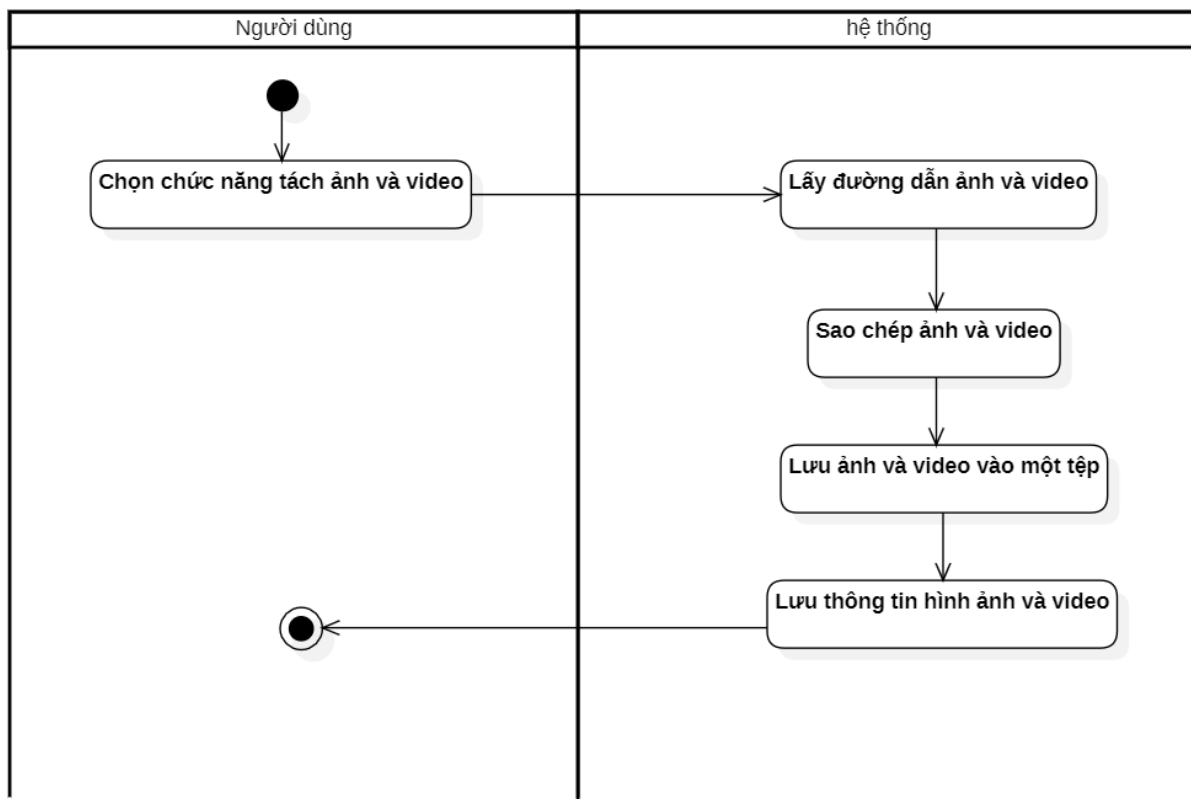 Người dùng
hệ thống
Chọn chức năng tách ảnh và video
Lấy đường dẫn ảnh và video
Sao chép ảnh và video
Lưu ảnh và video vào một tệp
Lưu thông tin hình ảnh và video